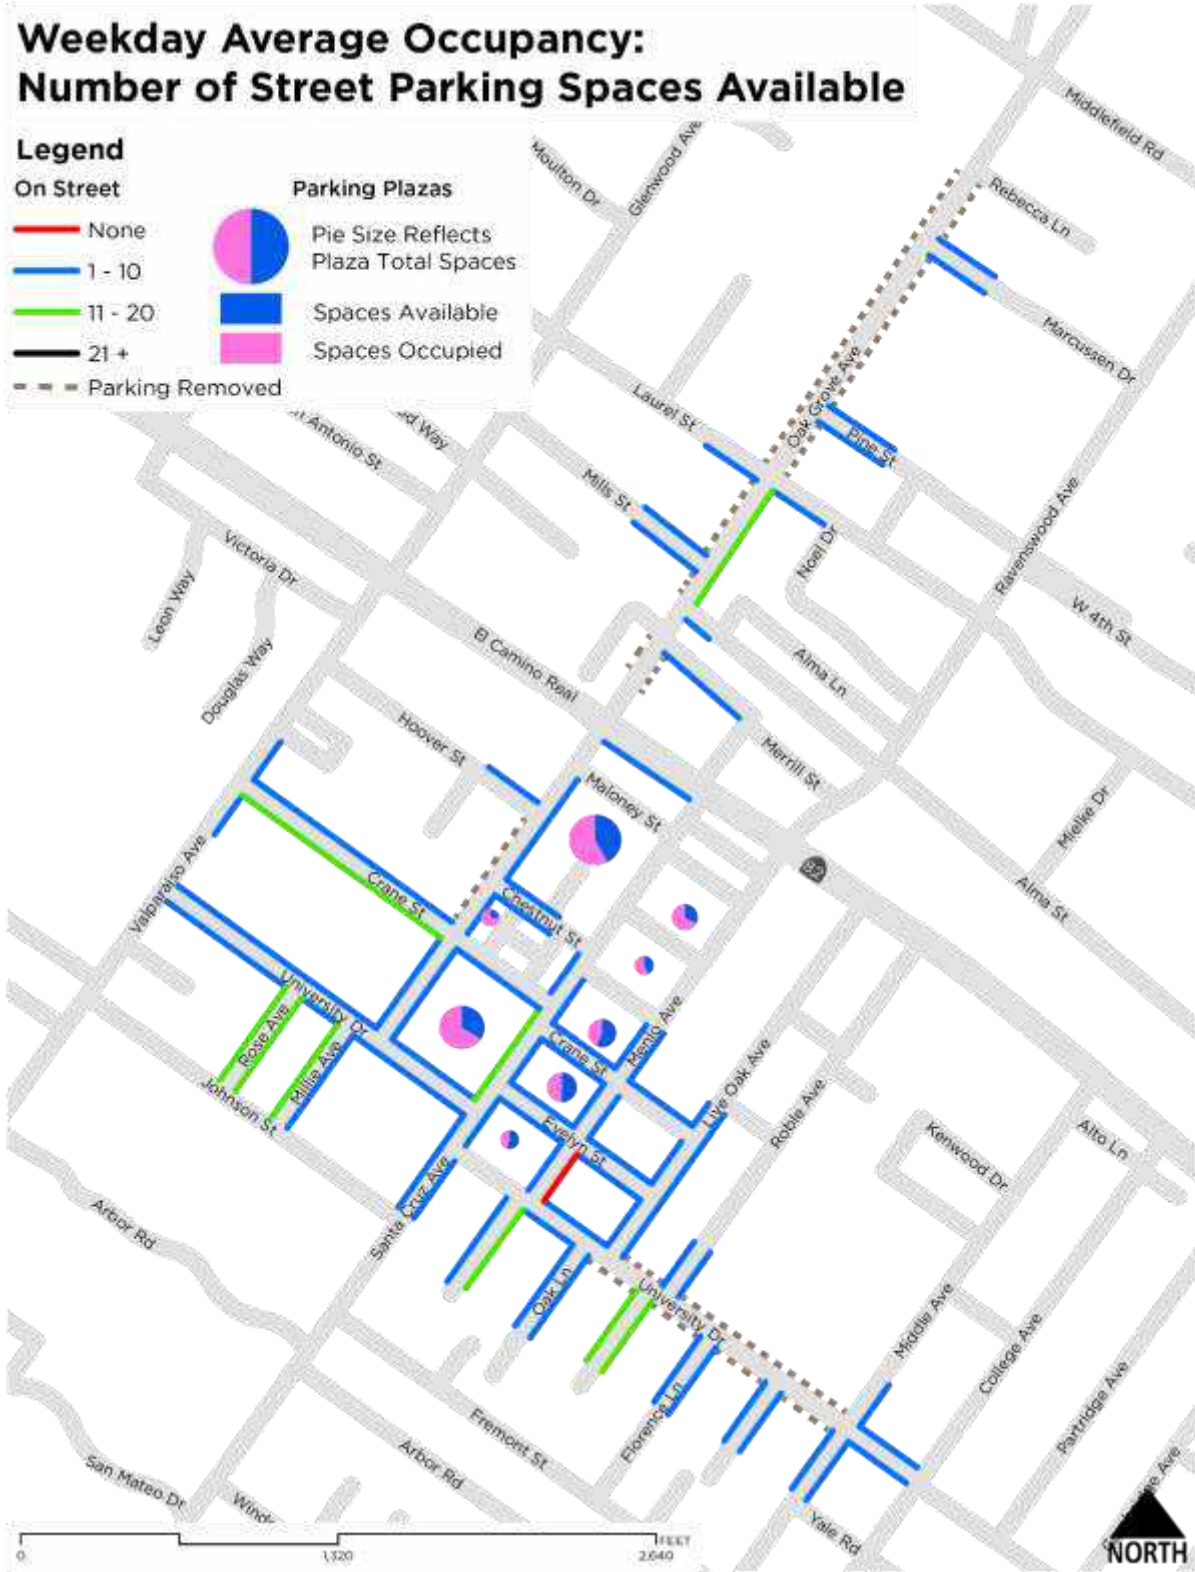 Weekday Average Occupancy:
Number of Street Parking Spaces Available
Legend
On Street
None
1 - 10
11 - 20
21 +
Parking Removed
Parking Plazas
Pie Size Reflects
Plaza Total Spaces
Spaces Available
Spaces Occupied
Moulton Dr
Glenwood Ave
Middlefield Rd
Rebecca Ln
Marcussen Dr
Oak Grove Ave
Laurel St
Pine St
Antonio St
Way
Mills St
Noel Dr
Ravenswood Ave
W 4th St
Victoria Dr
Leon Way
Douglas Way
El Camino Real
Alma Ln
Hoover St
Merrill St
Maloney St
Mielke Dr
82
Alma St
Valparaiso Ave
Crane St
Chestnut St
University Dr
Rose Ave
Millie Ave
Johnson St
Menlo Ave
Crane St
Live Oak Ave
Roble Ave
Evelyn St
Kenwood Dr
Alto Ln
Santa Cruz Ave
Arbor Rd
Oak Ln
University Dr
Middle Ave
College Ave
Partridge Ave
Florence Ln
Fremont St
Arbor Rd
San Mateo Dr
Yale Rd
Ave
NORTH
0
1,320
2,640
FEET